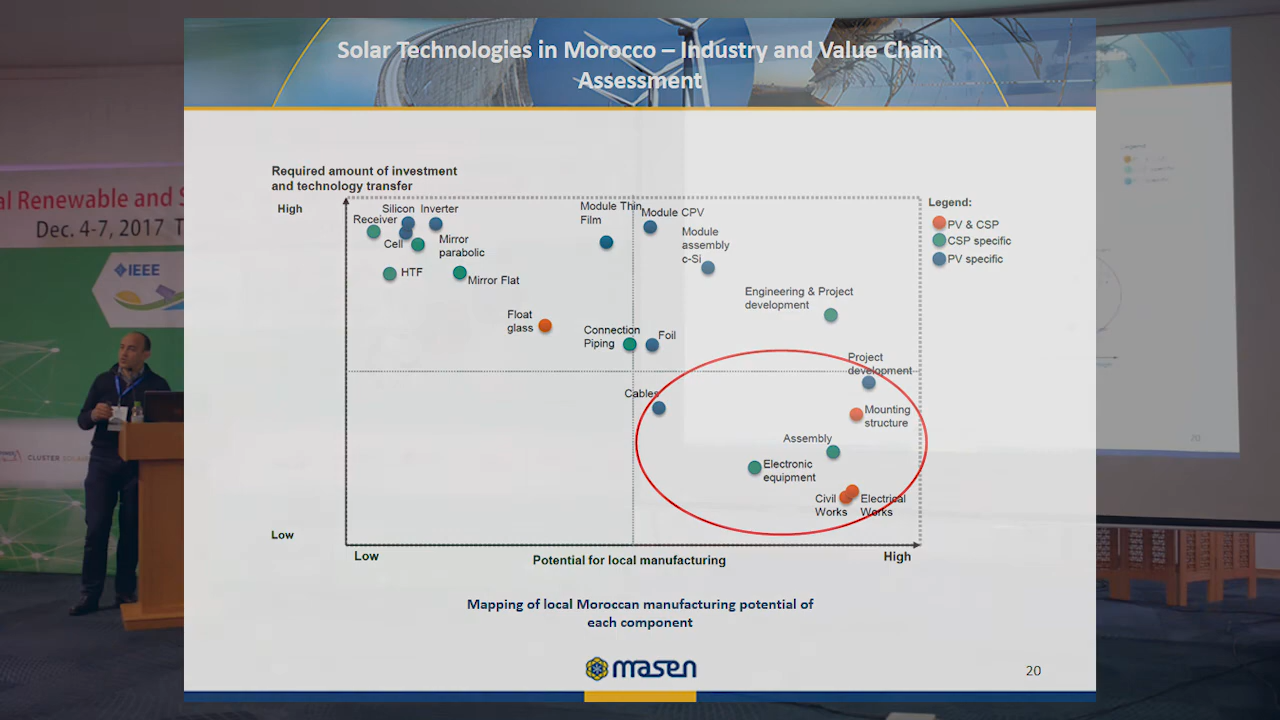 Solar Technologies in Morocco – Industry and Value Chain
Assessment
Required amount of investment
and technology transfer
High
Silicon
Inverter
Receiver
Cell
Mirror
parabolic
HTF
Mirror Flat
Module Thin
Film
Module CPV
Module
assembly
c-Si
Engineering & Project
development
Float
glass
Connection
Piping
Foil
Project
development
Cables
Mounting
structure
Assembly
Electronic
equipment
Civil
Works
Electrical
Works
Low
Low
Potential for local manufacturing
High
Legend:
PV & CSP
CSP specific
PV specific
Mapping of local Moroccan manufacturing potential of
each component
masen
20
al Renewable and S
Dec. 4-7, 2017 T
IEEE
CLUSTER SOLAIRE
20